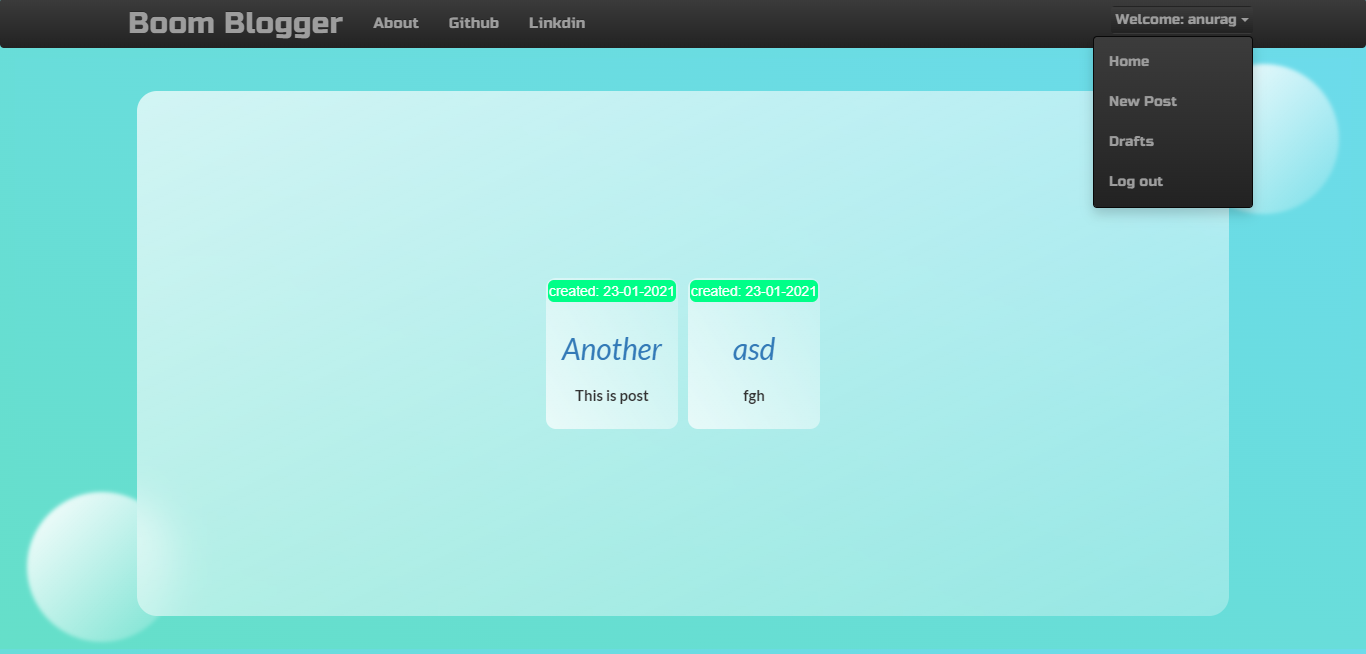 Boom Blogger About Github Linkdin Welcome: anurag
Home
New Post
Drafts
Log out
created: 23-01-2021 created: 23-01-2021
Another asd
This is post fgh